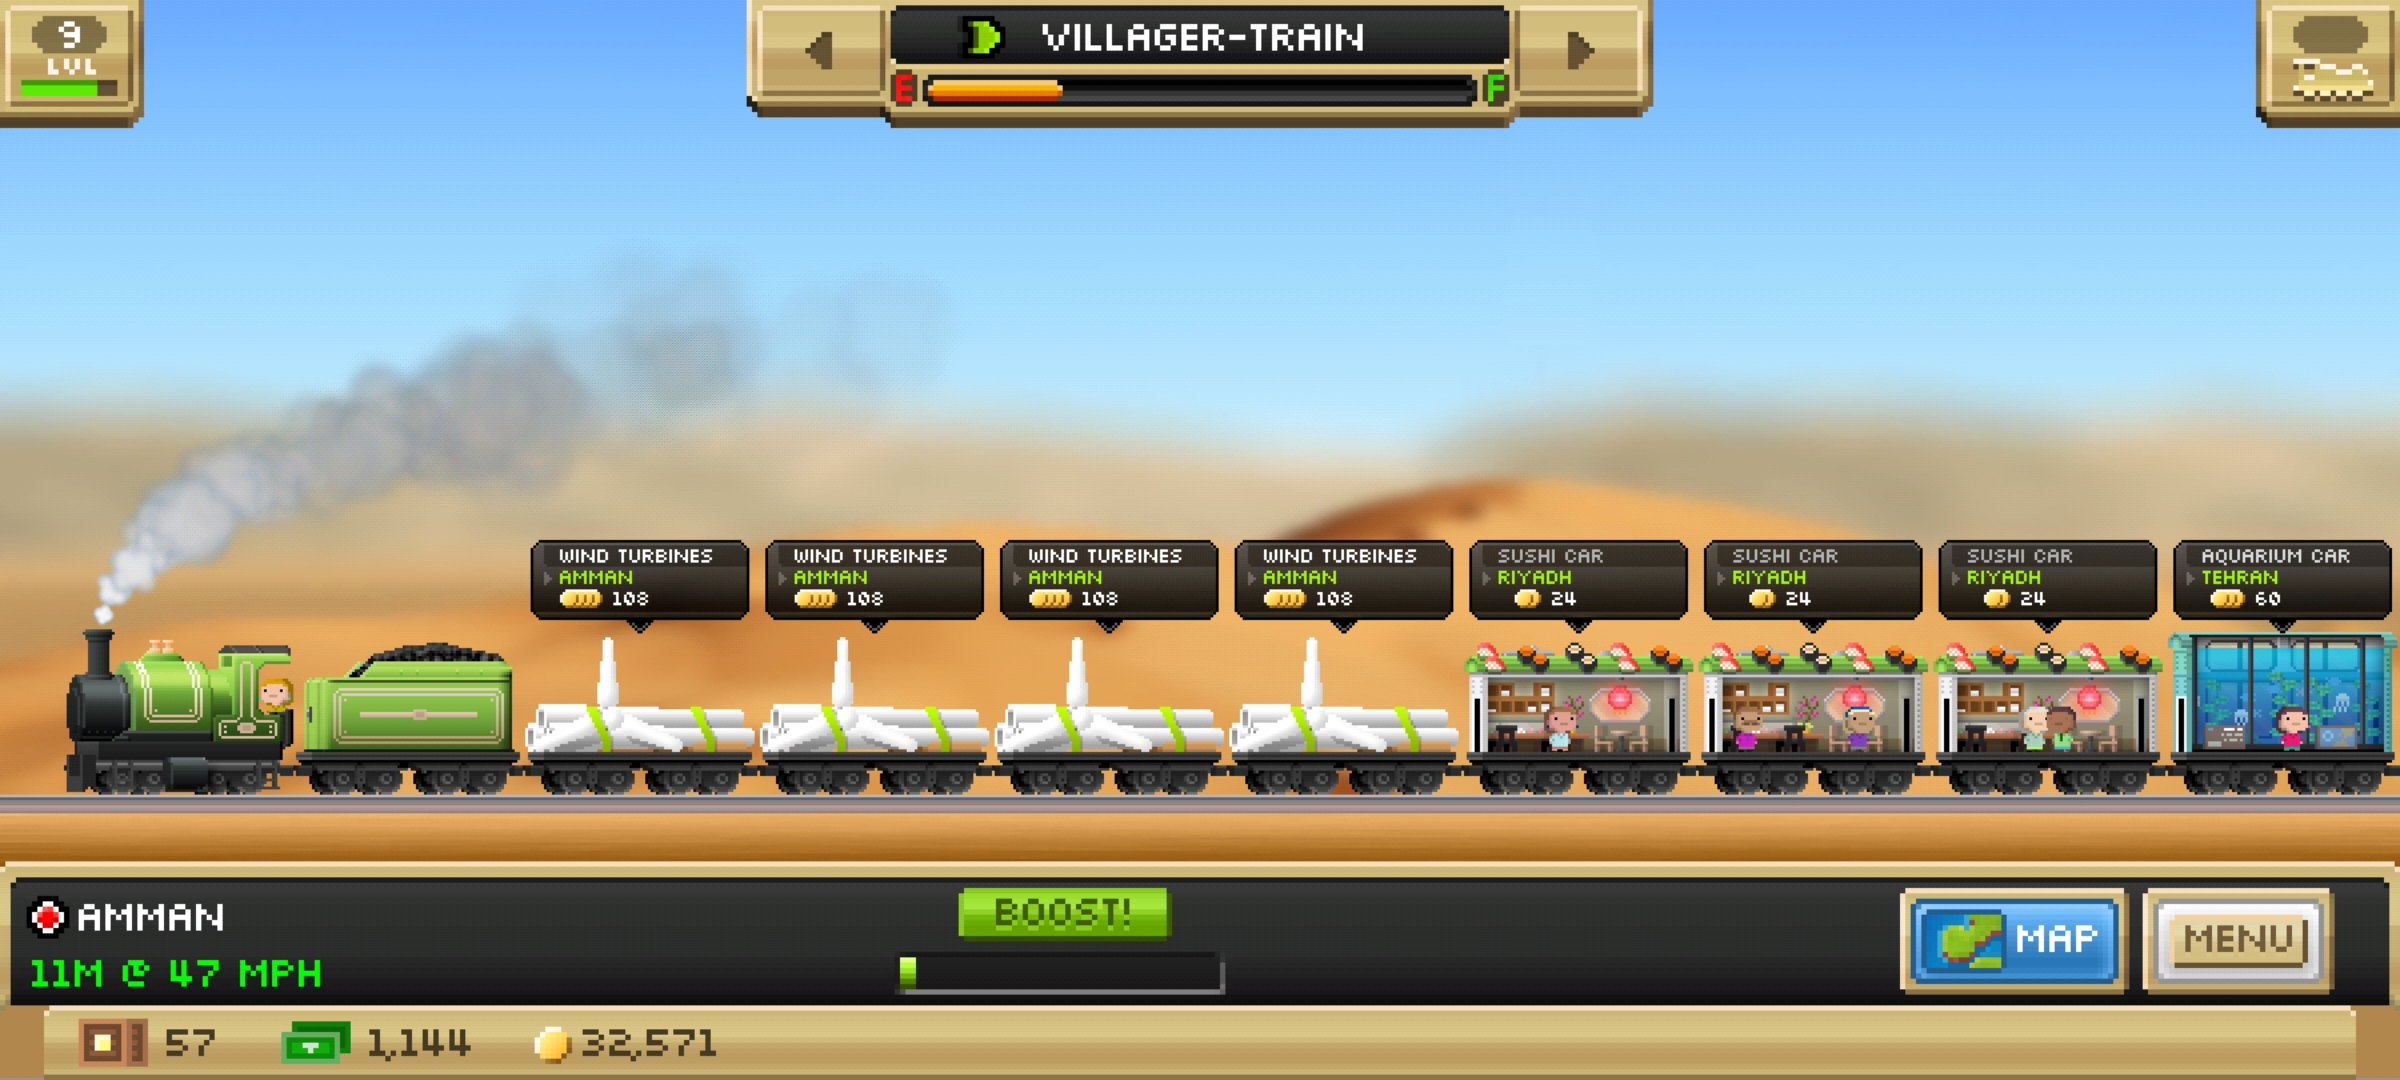 9
LVL
VILLAGER-TRAIN
E F
WIND TURBINES
AMMAN
108
WIND TURBINES
AMMAN
108
WIND TURBINES
AMMAN
108
WIND TURBINES
AMMAN
108
SUSHI CAR
RIYADH
24
SUSHI CAR
RIYADH
24
SUSHI CAR
RIYADH
24
AQUARIUM CAR
TEHRAN
60
AMMAN
11M @ 47 MPH
BOOST!
MAP
MENU
57
1,144
32,571